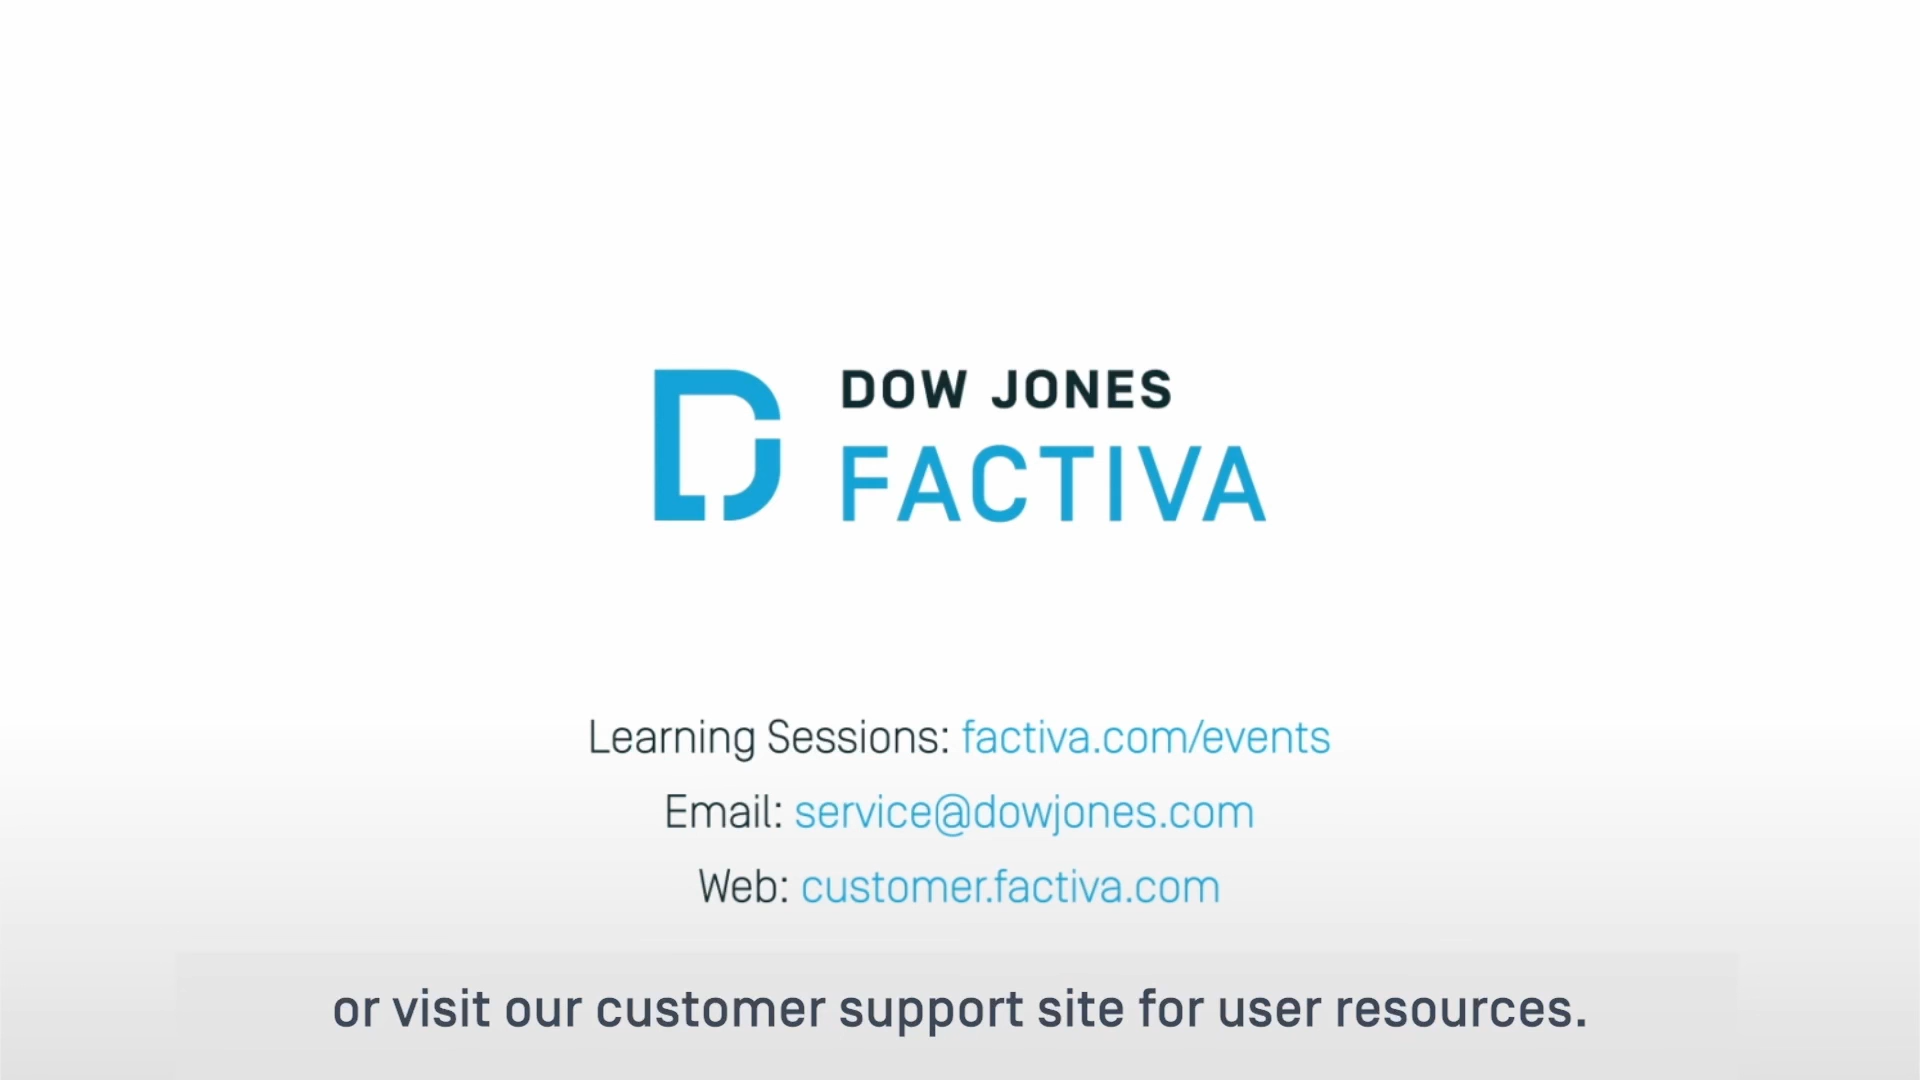 DOW JONES
FACTIVA
Learning Sessions: factiva.com/events
Email: service@dowjones.com
Web: customer.factiva.com
or visit our customer support site for user resources.